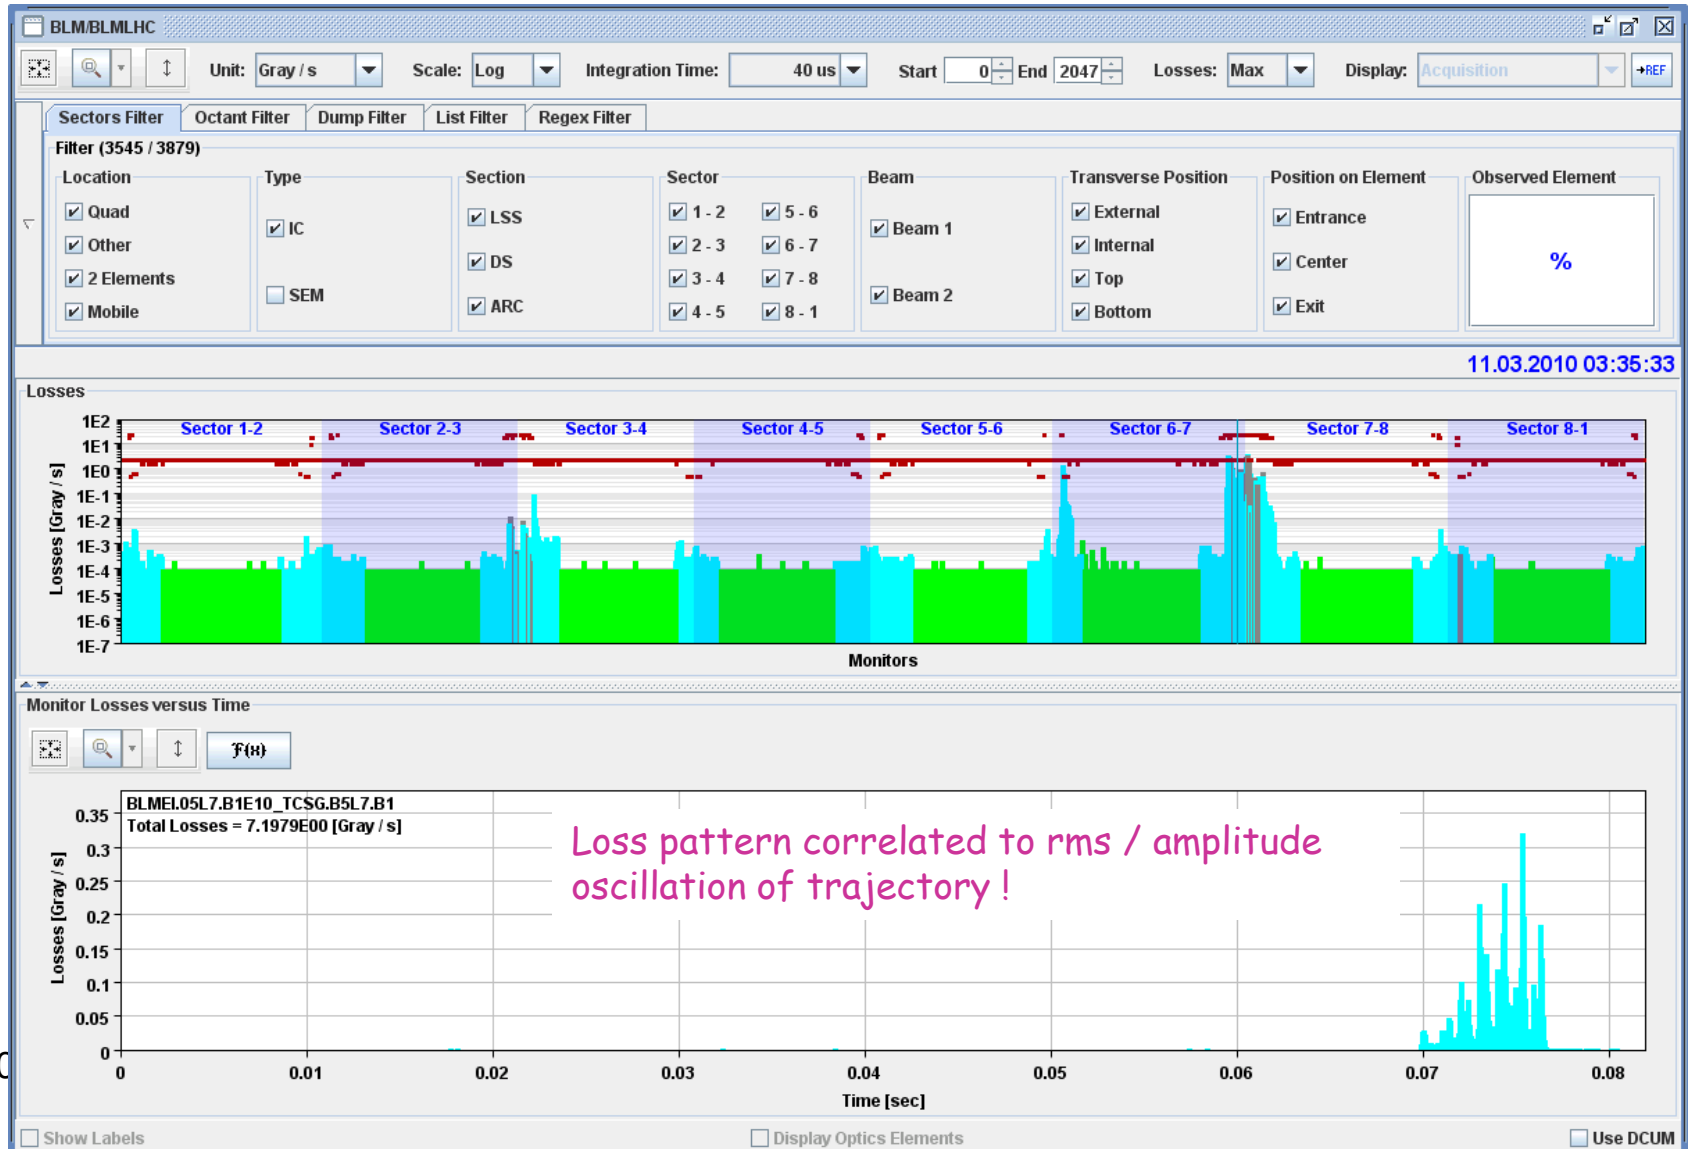 BLM/BLMLHC
Unit: Gray / s Scale: Log Integration Time: 40 us Start 0 End 2047 Losses: Max Display: Acquisition →REF
Sectors Filter Octant Filter Dump Filter List Filter Regex Filter
Filter (3545 / 3879)
Location Type Section Sector Beam Transverse Position Position on Element Observed Element
Quad IC LSS 1 - 2 5 - 6 Beam 1 External Entrance %
Other DS 2 - 3 6 - 7 Internal Center
2 Elements SEM ARC 3 - 4 7 - 8 Beam 2 Top Exit
Mobile 4 - 5 8 - 1 Bottom
11.03.2010 03:35:33
Losses
Sector 1-2 Sector 2-3 Sector 3-4 Sector 4-5 Sector 5-6 Sector 6-7 Sector 7-8 Sector 8-1
Losses [Gray / s]
1E2
1E1
1E0
1E-1
1E-2
1E-3
1E-4
1E-5
1E-6
1E-7
Monitors
Monitor Losses versus Time
F(x)
BLMEI.05L7.B1E10_TCSG.B5L7.B1
Total Losses = 7.1979E00 [Gray / s]
Loss pattern correlated to rms / amplitude
oscillation of trajectory !
Losses [Gray / s]
0.35
0.3
0.25
0.2
0.15
0.1
0.05
0
0 0.01 0.02 0.03 0.04 0.05 0.06 0.07 0.08
Time [sec]
Show Labels Display Optics Elements Use DCUM